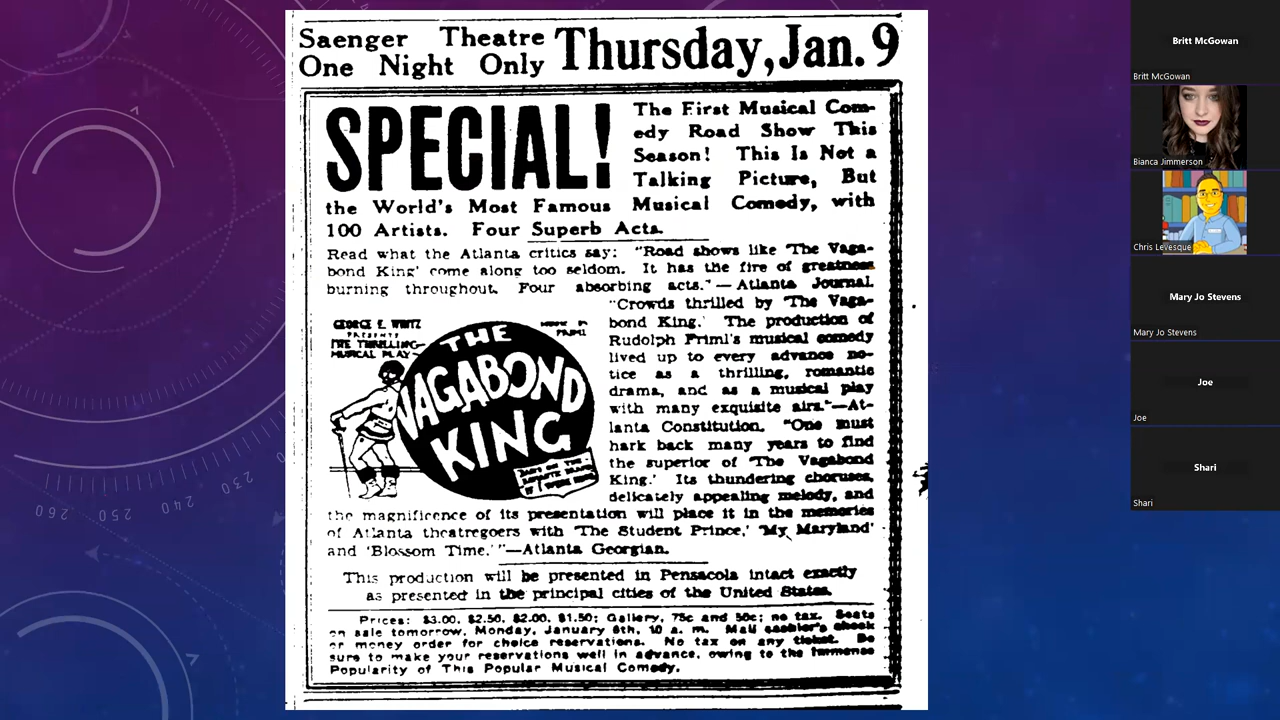 Saenger Theatre
One Night Only
Thursday, Jan. 9
SPECIAL!
The First Musical Com-
edy Road Show This
Season! This Is Not a
Talking Picture, But
the World's Most Famous Musical Comedy, with
100 Artists. Four Superb Acts.
Read what the Atlanta critics say: "Road shows like 'The Vaga-
bond King' come along too seldom. It has the fire of greatness
burning throughout. Four absorbing acts."—Atlanta Journal.
"Crowds thrilled by 'The Vaga-
bond King.' The production of
Rudolph Friml's musical comedy
lived up to every advance no-
tice as a thrilling, romantic
drama, and as a musical play
with many exquisite airs."—At-
lanta Constitution. "One must
hark back many years to find
the superior of 'The Vagabond
King.' Its thundering choruses,
delicately appealing melody, and
the magnificence of its presentation will place it in the memories
of Atlanta theatregoers with 'The Student Prince,' 'My Maryland'
and 'Blossom Time.'"—Atlanta Georgian.
GEORGE E. WINTZ
PRESENTS
THE THRILLING
MUSICAL PLAY
MUSIC BY
FRIML
THE
VAGABOND
KING
This production will be presented in Pensacola intact exactly
as presented in the principal cities of the United States.
Prices: $3.00, $2.50, $2.00, $1.50; Gallery, 75c and 50c; no tax. Seats
on sale tomorrow, Monday, January 6th, 10 a. m. Mail cashier's check
or money order for choice reservations. No tax on any ticket. Be
sure to make your reservations well in advance, owing to the Immense
Popularity of This Popular Musical Comedy.
260 250 240 230
Britt McGowan
Britt McGowan
Bianca Jimmerson
Chris Levesque
Mary Jo Stevens
Mary Jo Stevens
Joe
Joe
Shari
Shari